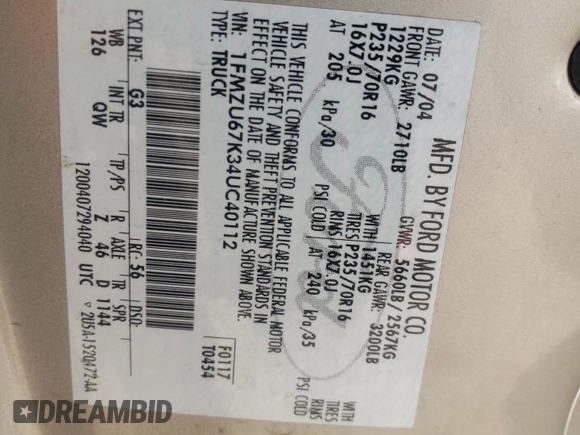 MFD. BY FORD MOTOR CO.
DATE: 07/04 GVWR: 5660LB / 2567KG
FRONT GAWR: 2710LB REAR GAWR: 3200LB
1229KG WITH 1451KG WITH
P235/70R16 TIRES P235/70R16 TIRES
16X7.0J RIMS 16X7.0J RIMS
AT 205 kPa/30 PSI COLD AT 240 kPa/35 PSI COLD
THIS VEHICLE CONFORMS TO ALL APPLICABLE FEDERAL MOTOR
VEHICLE SAFETY AND THEFT PREVENTION STANDARDS IN
EFFECT ON THE DATE OF MANUFACTURE SHOWN ABOVE.
VIN: 1FMZU67K34UC40112
TYPE: TRUCK
F0117
T0454
EXT PNT: G3 RC: 56 DSO:
WB INT TR TP/PS R AXLE TR SPR
126 QW Z 46 D 1144
1200407294040 UTC ▽ 2U5A-1520472-AA
DREAMBID